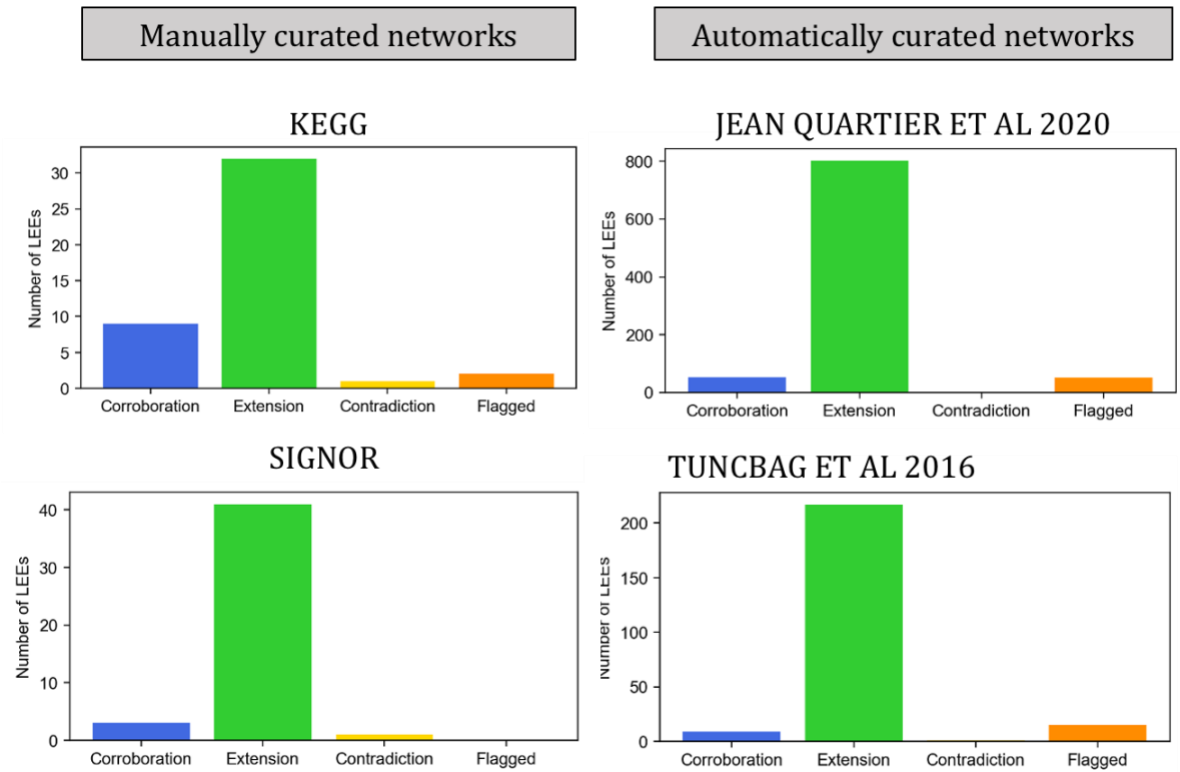 Manually curated networks
Automatically curated networks
KEGG
Number of LEEs
30
25
20
15
10
5
0
Corroboration Extension Contradiction Flagged
JEAN QUARTIER ET AL 2020
Number of LEEs
800
600
400
200
0
Corroboration Extension Contradiction Flagged
SIGNOR
Number of LEEs
40
30
20
10
0
Corroboration Extension Contradiction Flagged
TUNCBAG ET AL 2016
Number of LEEs
200
150
100
50
0
Corroboration Extension Contradiction Flagged